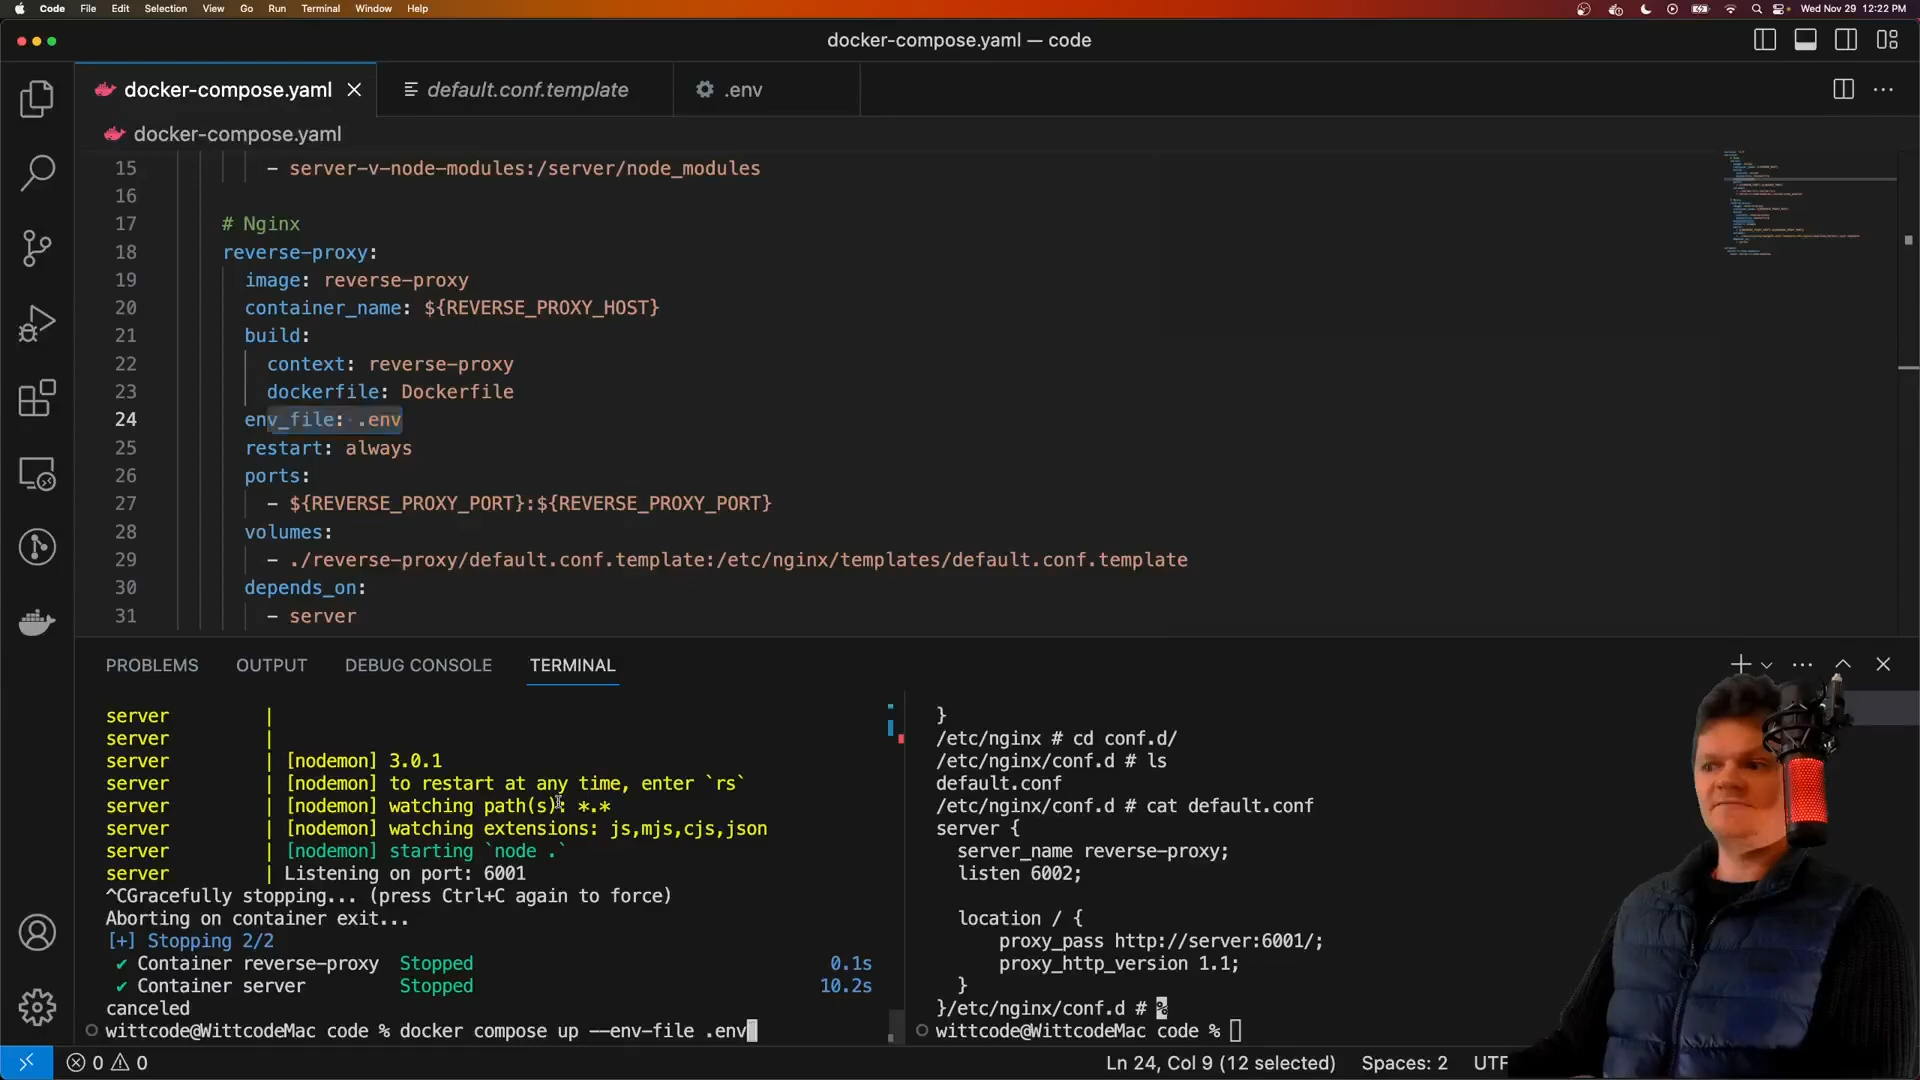 Code File Edit Selection View Go Run Terminal Window Help Wed Nov 29 12:22 PM
docker-compose.yaml — code
docker-compose.yaml default.conf.template .env
docker-compose.yaml
15 - server-v-node-modules:/server/node_modules
16
17 # Nginx
18 reverse-proxy:
19 image: reverse-proxy
20 container_name: ${REVERSE_PROXY_HOST}
21 build:
22 context: reverse-proxy
23 dockerfile: Dockerfile
24 env_file: .env
25 restart: always
26 ports:
27 - ${REVERSE_PROXY_PORT}:${REVERSE_PROXY_PORT}
28 volumes:
29 - ./reverse-proxy/default.conf.template:/etc/nginx/templates/default.conf.template
30 depends_on:
31 - server
PROBLEMS OUTPUT DEBUG CONSOLE TERMINAL
server |
server |
server | [nodemon] 3.0.1
server | [nodemon] to restart at any time, enter `rs`
server | [nodemon] watching path(s): *.*
server | [nodemon] watching extensions: js,mjs,cjs,json
server | [nodemon] starting `node .`
server | Listening on port: 6001
^CGracefully stopping... (press Ctrl+C again to force)
Aborting on container exit...
[+] Stopping 2/2
✔ Container reverse-proxy Stopped 0.1s
✔ Container server Stopped 10.2s
canceled
wittcode@WittcodeMac code % docker compose up --env-file .env
}
/etc/nginx # cd conf.d/
/etc/nginx/conf.d # ls
default.conf
/etc/nginx/conf.d # cat default.conf
server {
server_name reverse-proxy;
listen 6002;
location / {
proxy_pass http://server:6001/;
proxy_http_version 1.1;
}
}/etc/nginx/conf.d # %
wittcode@WittcodeMac code %
0 0 Ln 24, Col 9 (12 selected) Spaces: 2 UTF